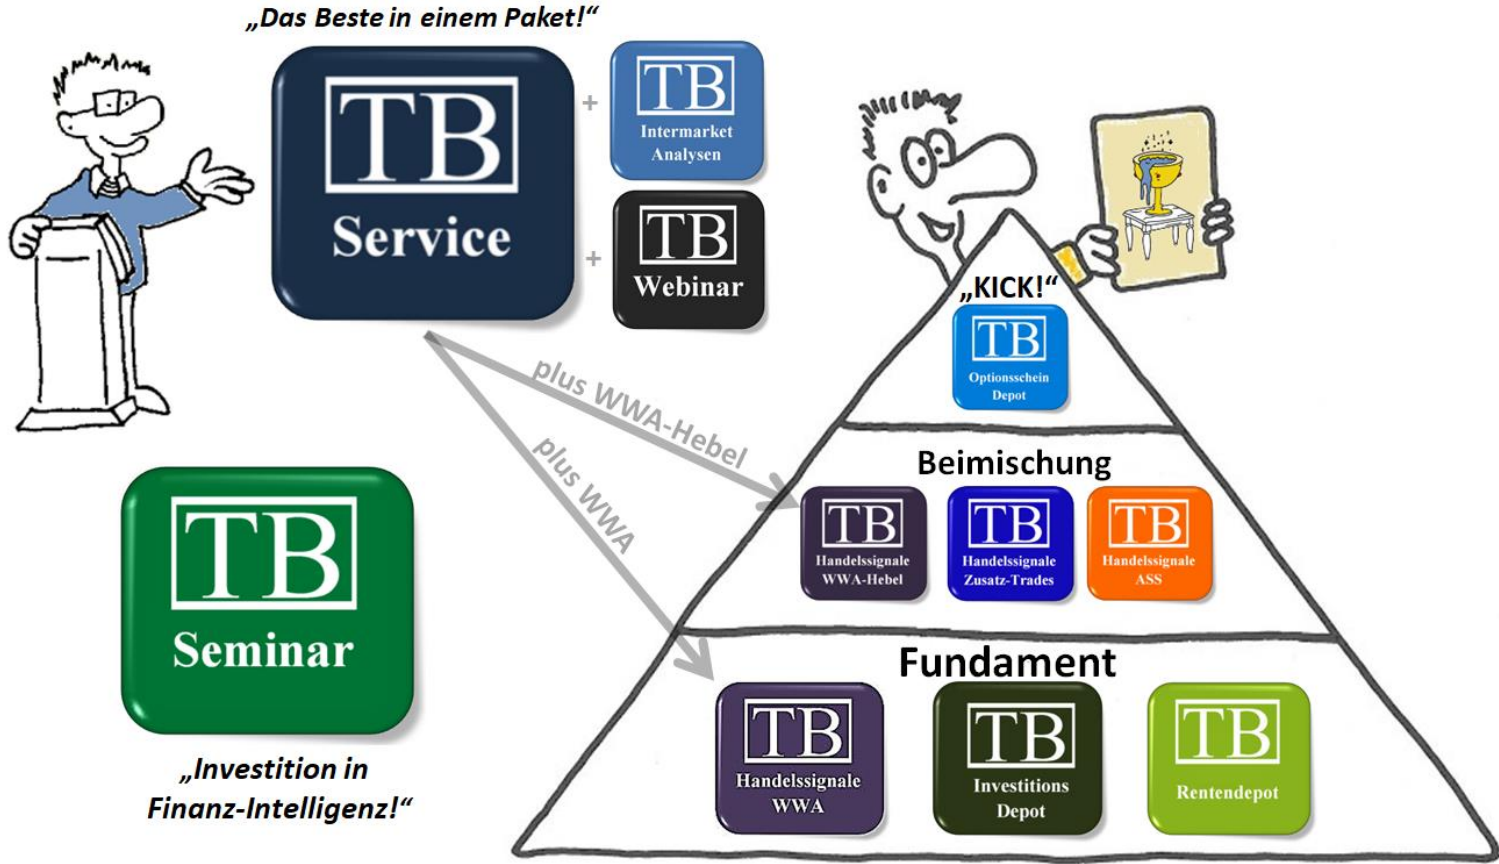 „Das Beste in einem Paket!“
TB
Service
+
TB
Intermarket
Analysen
+
TB
Webinar
plus WWA-Hebel
plus WWA
TB
Seminar
„Investition in
Finanz-Intelligenz!“
„KICK!“
TB
Optionsschein
Depot
Beimischung
TB
Handelssignale
WWA-Hebel
TB
Handelssignale
Zusatz-Trades
TB
Handelssignale
ASS
Fundament
TB
Handelssignale
WWA
TB
Investitions
Depot
TB
Rentendepot